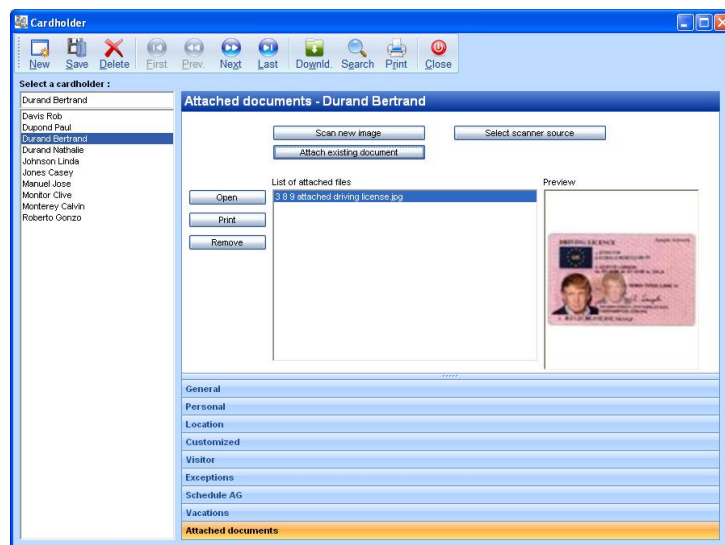 Cardholder
New Save Delete First Prev. Next Last Downld. Search Print Close
Select a cardholder :
Durand Bertrand
Davis Rob
Dupond Paul
Durand Bertrand
Durand Nathalie
Johnson Linda
Jones Casey
Manuel Jose
Monitor Clive
Monterey Calvin
Roberto Gonzo
Attached documents - Durand Bertrand
Scan new image
Select scanner source
Attach existing document
List of attached files
Preview
Open
3 8 9 attached driving license.jpg
Print
Remove
DRIVING LICENCE
General
Personal
Location
Customized
Visitor
Exceptions
Schedule AG
Vacations
Attached documents